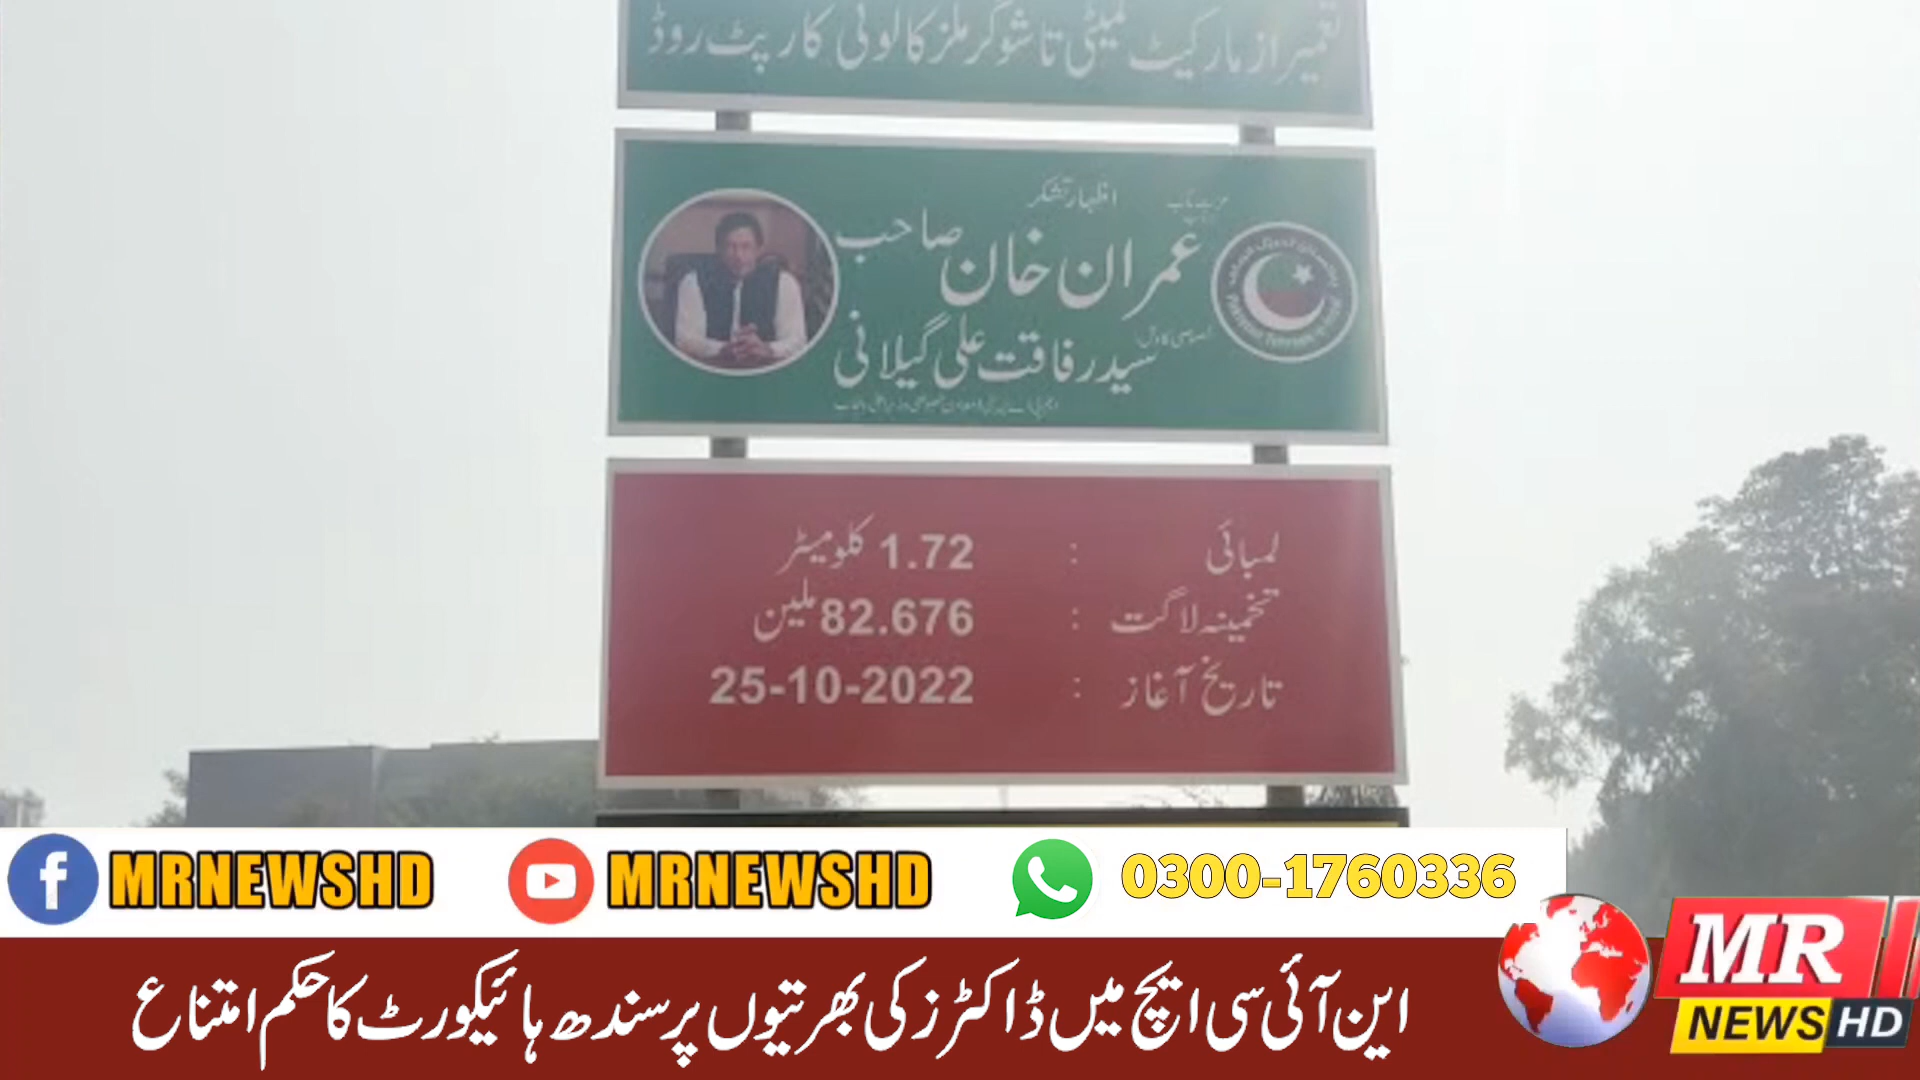 تعمیر از مارکیٹ کمیٹی تا شوگر ملز کالونی کارپٹ روڈ
اظہار تشکر
عمران خان صاحب
سید رفاقت علی گیلانی
لمبائی : 1.72 کلومیٹر
تخمینہ لاگت : 82.676 ملین
تاریخ آغاز : 25-10-2022
MRNEWSHD MRNEWSHD 0300-1760336
این آئی سی ایچ میں ڈاکٹرز کی بھرتیوں پر سندھ ہائیکورٹ کا حکم امتناع
MR
NEWS HD